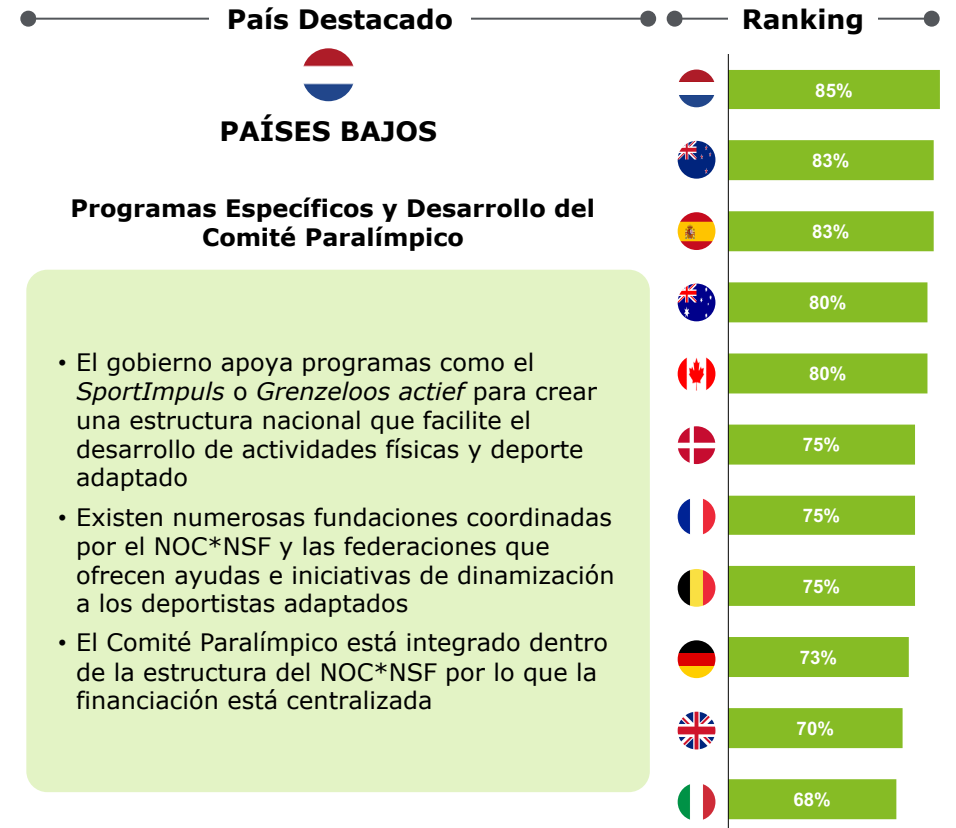 País Destacado
PAÍSES BAJOS
Programas Específicos y Desarrollo del
Comité Paralímpico
• El gobierno apoya programas como el
SportImpuls o Grenzeloos actief para crear
una estructura nacional que facilite el
desarrollo de actividades físicas y deporte
adaptado
• Existen numerosas fundaciones coordinadas
por el NOC*NSF y las federaciones que
ofrecen ayudas e iniciativas de dinamización
a los deportistas adaptados
• El Comité Paralímpico está integrado dentro
de la estructura del NOC*NSF por lo que la
financiación está centralizada
Ranking
85%
83%
83%
80%
80%
75%
75%
75%
73%
70%
68%